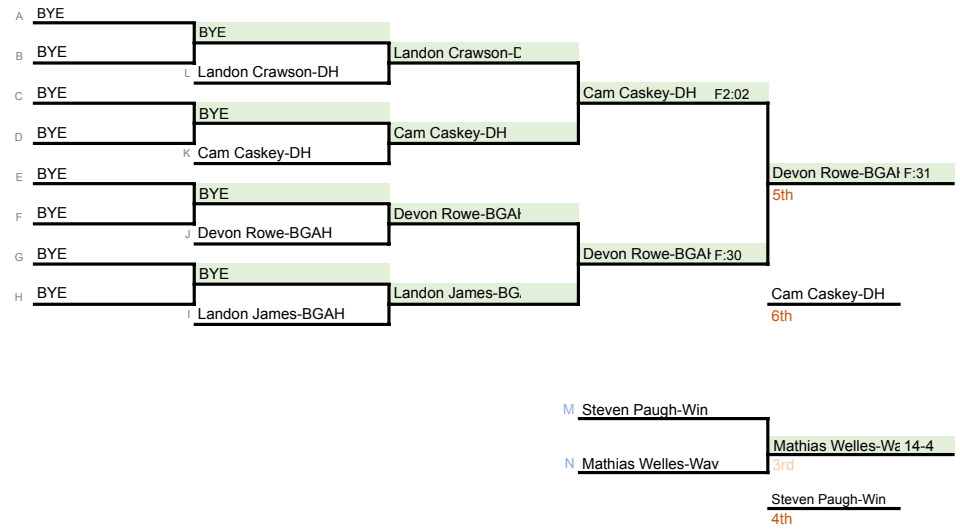 A BYE
BYE
B BYE
Landon Crawson-D
L Landon Crawson-DH
C BYE
Cam Caskey-DH F2:02
BYE
D BYE
Cam Caskey-DH
K Cam Caskey-DH
E BYE
Devon Rowe-BGAH F:31
BYE
5th
F BYE
Devon Rowe-BGAH
J Devon Rowe-BGAH
G BYE
Devon Rowe-BGAH F:30
BYE
H BYE
Landon James-BG
Cam Caskey-DH
I Landon James-BGAH
6th
M Steven Paugh-Win
Mathias Welles-Wa 14-4
N Mathias Welles-Wav
3rd
Steven Paugh-Win
4th